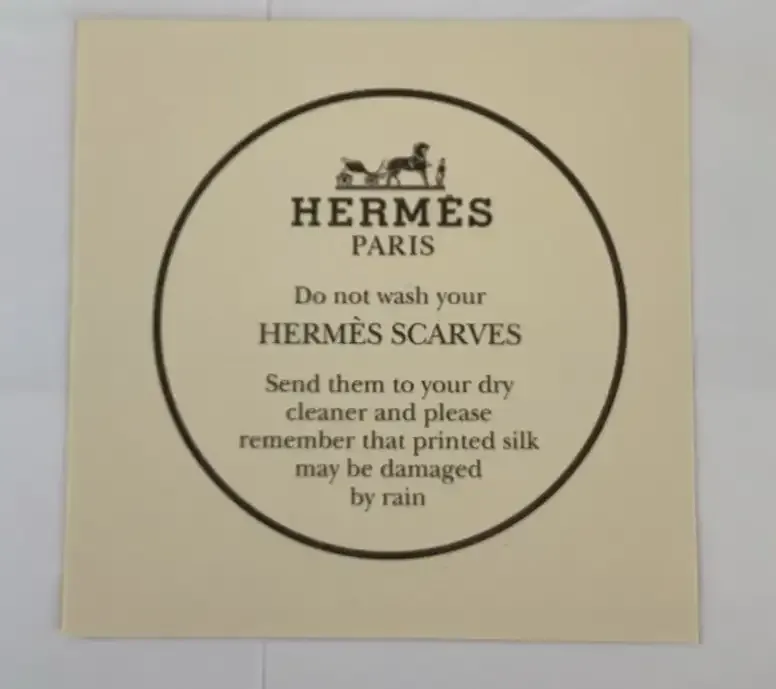 HERMÈS
PARIS
Do not wash your
HERMÈS SCARVES
Send them to your dry
cleaner and please
remember that printed silk
may be damaged
by rain